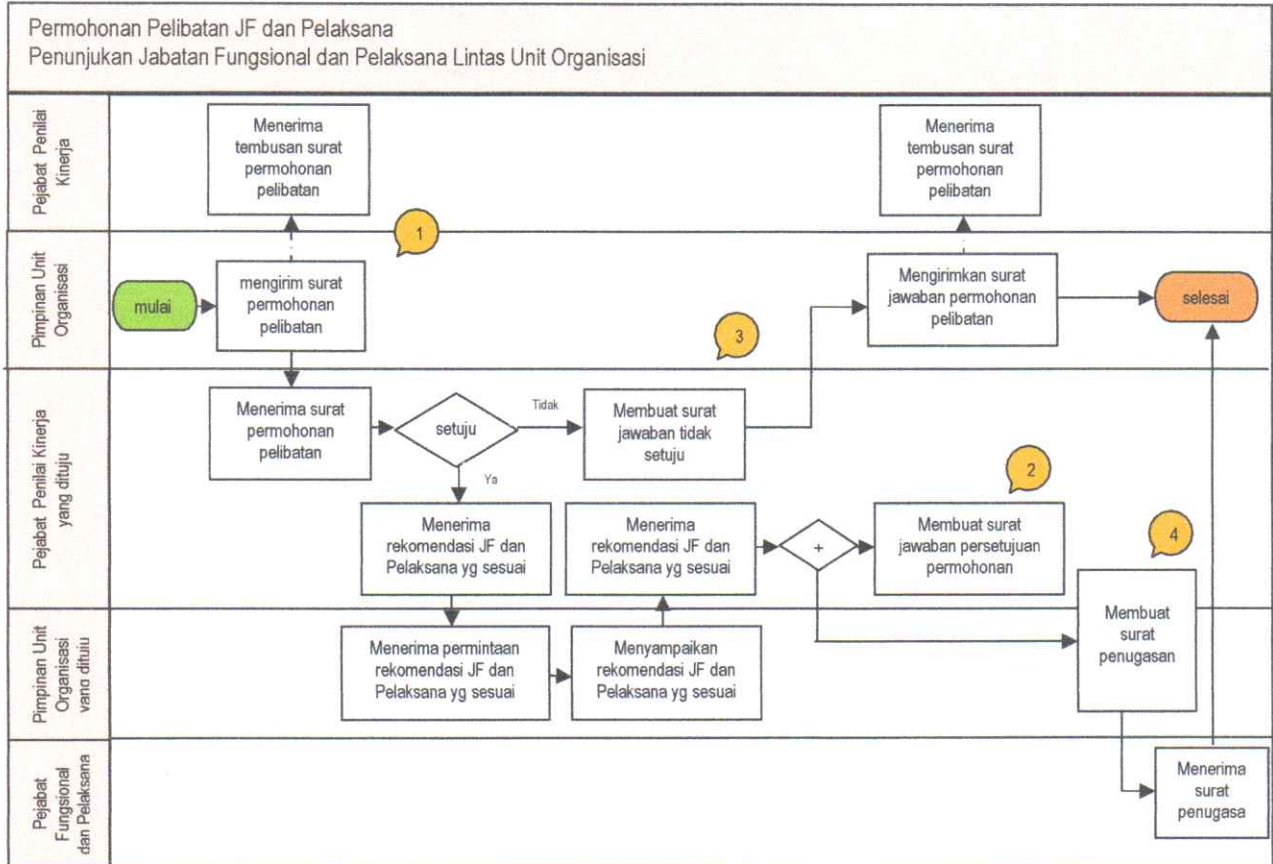 Permohonan Pelibatan JF dan Pelaksana
Penunjukan Jabatan Fungsional dan Pelaksana Lintas Unit Organisasi
Pejabat Penilai
Kinerja
Menerima
tembusan surat
permohonan
pelibatan
Menerima
tembusan surat
permohonan
pelibatan
Pimpinan Unit
Organisasi
mulai
mengirim surat
permohonan
pelibatan
1
3
Mengirimkan surat
jawaban permohonan
pelibatan
selesai
Pejabat Penilai Kinerja
yang dituju
Menerima surat
permohonan
pelibatan
setuju
Tidak
Membuat surat
jawaban tidak
setuju
Ya
Menerima
rekomendasi JF dan
Pelaksana yg sesuai
Menerima
rekomendasi JF dan
Pelaksana yg sesuai
+
2
Membuat surat
jawaban persetujuan
permohonan
4
Membuat
surat
penugasan
Pimpinan Unit
Organisasi
yang dituju
Menerima permintaan
rekomendasi JF dan
Pelaksana yg sesuai
Menyampaikan
rekomendasi JF dan
Pelaksana yg sesuai
Pejabat
Fungsional
dan Pelaksana
Menerima
surat
penugasa